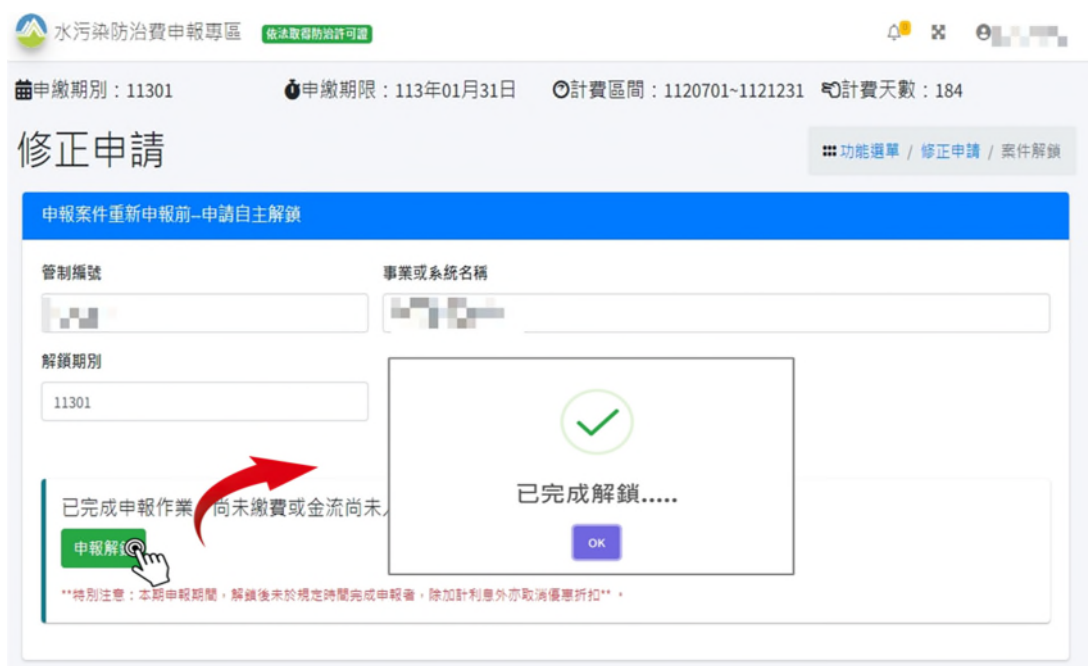 水污染防治費申報專區 依法取得防治許可證
申繳期別：11301 申繳期限：113年01月31日 計費區間：1120701~1121231 計費天數：184
修正申請
功能選單 / 修正申請 / 案件解鎖
申報案件重新申報前–申請自主解鎖
管制編號 事業或系統名稱
解鎖期別
11301
已完成解鎖.....
OK
已完成申報作業 尚未繳費或金流尚未
申報解
**特別注意：本期申報期間，解鎖後未於規定時間完成申報者，除加計利息外亦取消優惠折扣**。